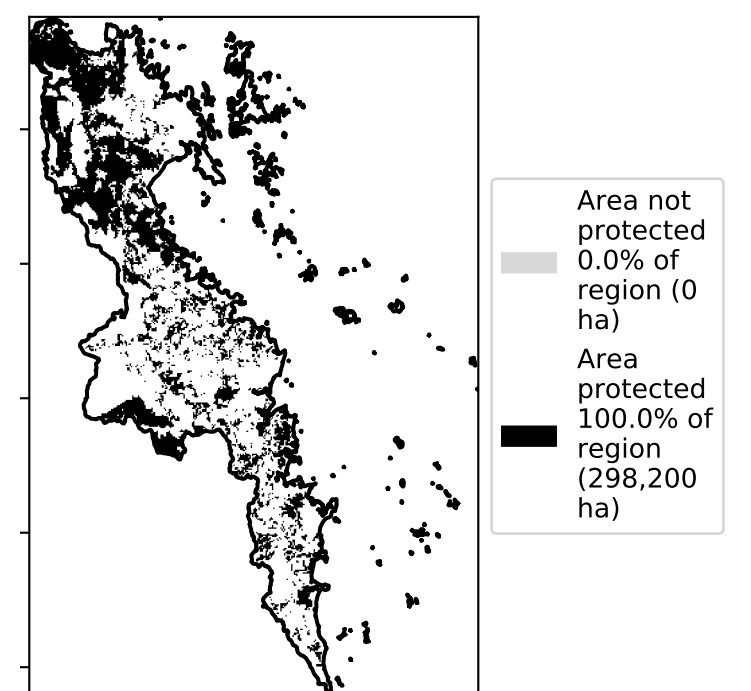 Area not
protected
0.0% of
region (0
ha)
Area
protected
100.0% of
region
(298,200
ha)